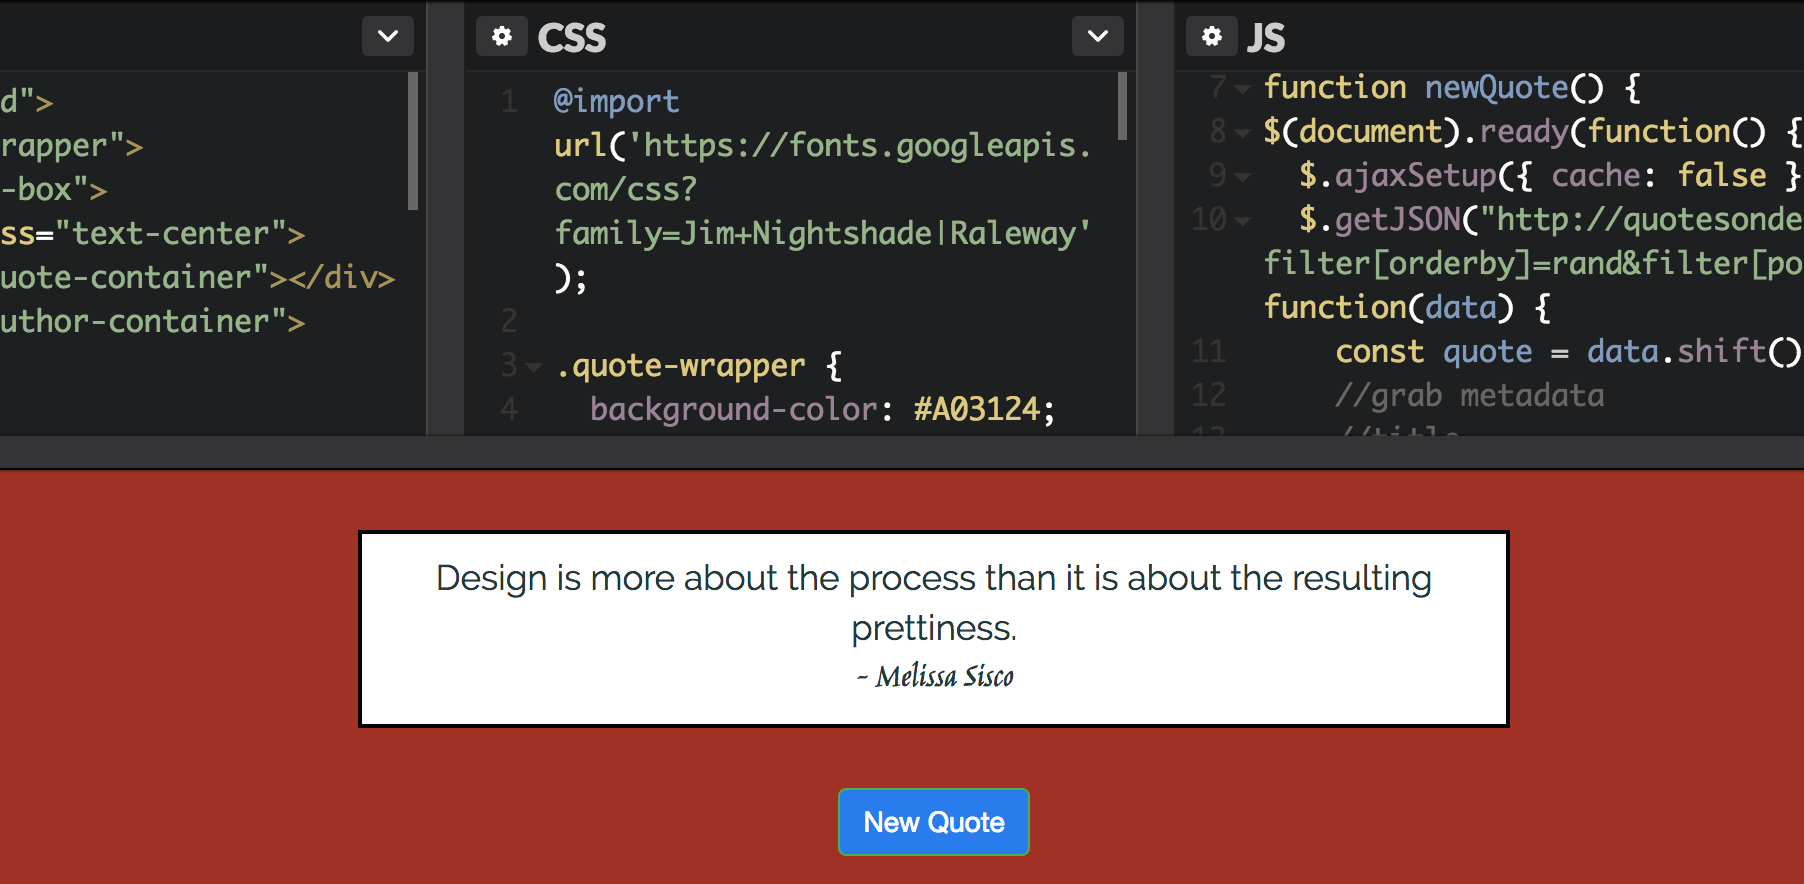 d">
rapper">
-box">
ss="text-center">
uote-container"></div>
uthor-container">
CSS
1 @import
url('https://fonts.googleapis.
com/css?
family=Jim+Nightshade|Raleway'
);
2
3 .quote-wrapper {
4 background-color: #A03124;
JS
7 function newQuote() {
8 $(document).ready(function() {
9 $.ajaxSetup({ cache: false }
10 $.getJSON("http://quotesonde
filter[orderby]=rand&filter[po
function(data) {
11 const quote = data.shift()
12 //grab metadata
13 //title
Design is more about the process than it is about the resulting
prettiness.
- Melissa Sisco
New Quote